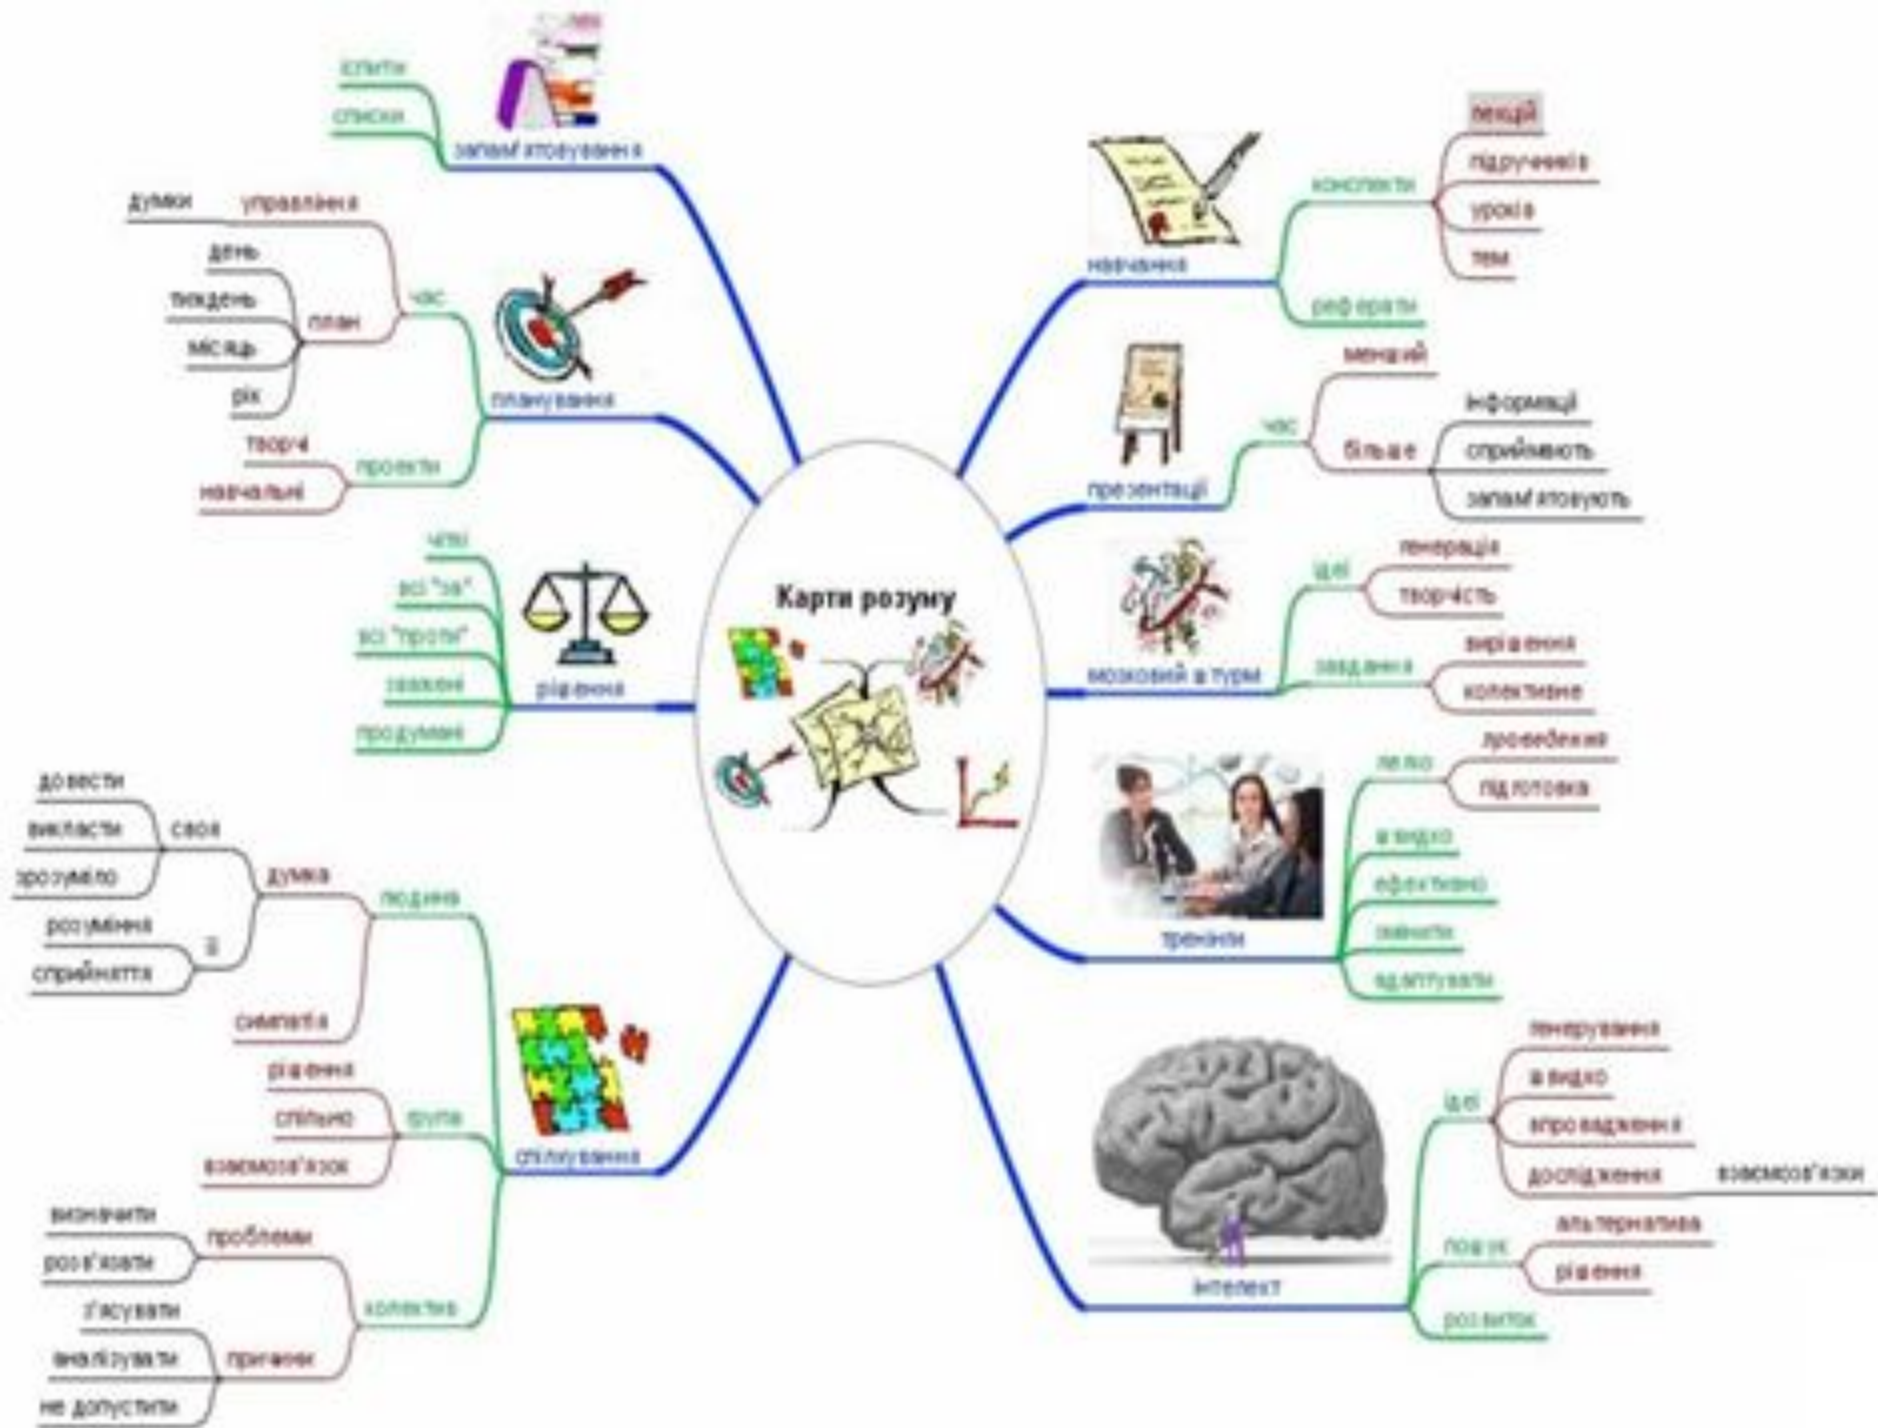 Карти розуму
запам'ятовування
іспити
списки
планування
час
управління
думки
план
день
тиждень
місяць
рік
проекти
творчі
навчальні
рішення
чіткі
всі "за"
всі "проти"
зважені
продумані
спілкування
людина
думка
своя
довести
викласти
зрозуміло
її
розуміння
сприйняття
симпатія
група
рішення
спільно
взаємозв'язок
колектив
проблеми
визначити
розв'язати
причини
з'ясувати
аналізувати
не допустити
навчання
конспекти
лекцій
підручників
уроків
тем
реферати
презентації
час
менший
більше
інформації
сприймають
запам'ятовують
мозковий штурм
ідеї
генерація
творчість
завдання
вирішення
колективне
тренінги
легко
проведення
підготовка
швидко
ефективно
змінити
адаптувати
інтелект
ідеї
генерування
швидко
впровадження
дослідження
взаємозв'язки
пошук
альтернатива
рішення
розвиток